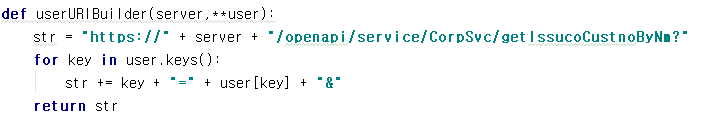 def userURIBuilder(server,**user):
    str = "https://" + server + "/openapi/service/CorpSvc/getIssucoCustnoByNm?"
    for key in user.keys():
        str += key + "=" + user[key] + "&"
    return str